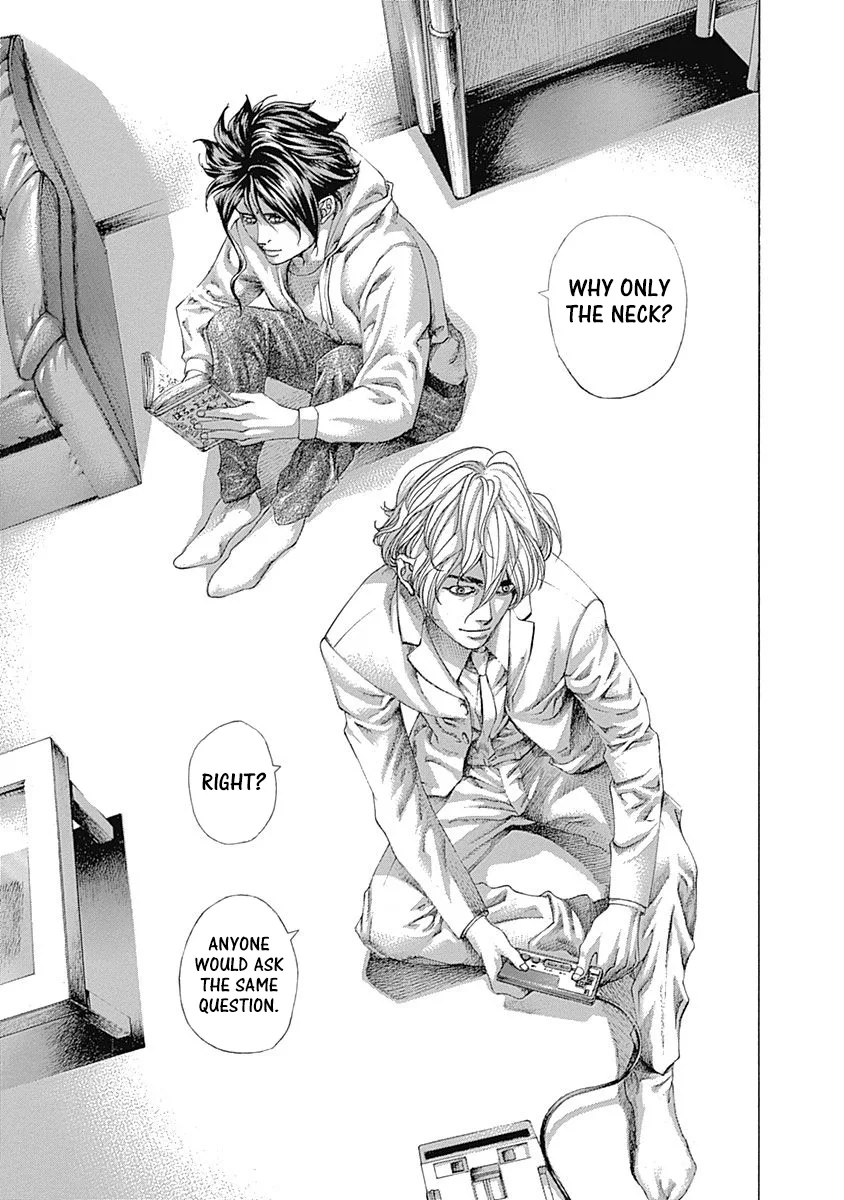 WHY ONLY
THE NECK?
RIGHT?
ANYONE
WOULD ASK
THE SAME
QUESTION.